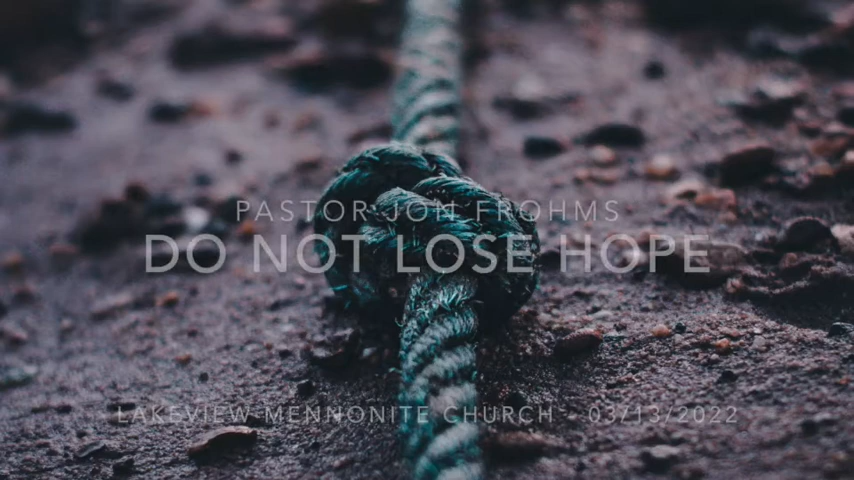 PASTOR JON FROHMS
DO NOT LOSE HOPE
LAKEVIEW MENNONITE CHURCH - 03/13/2022